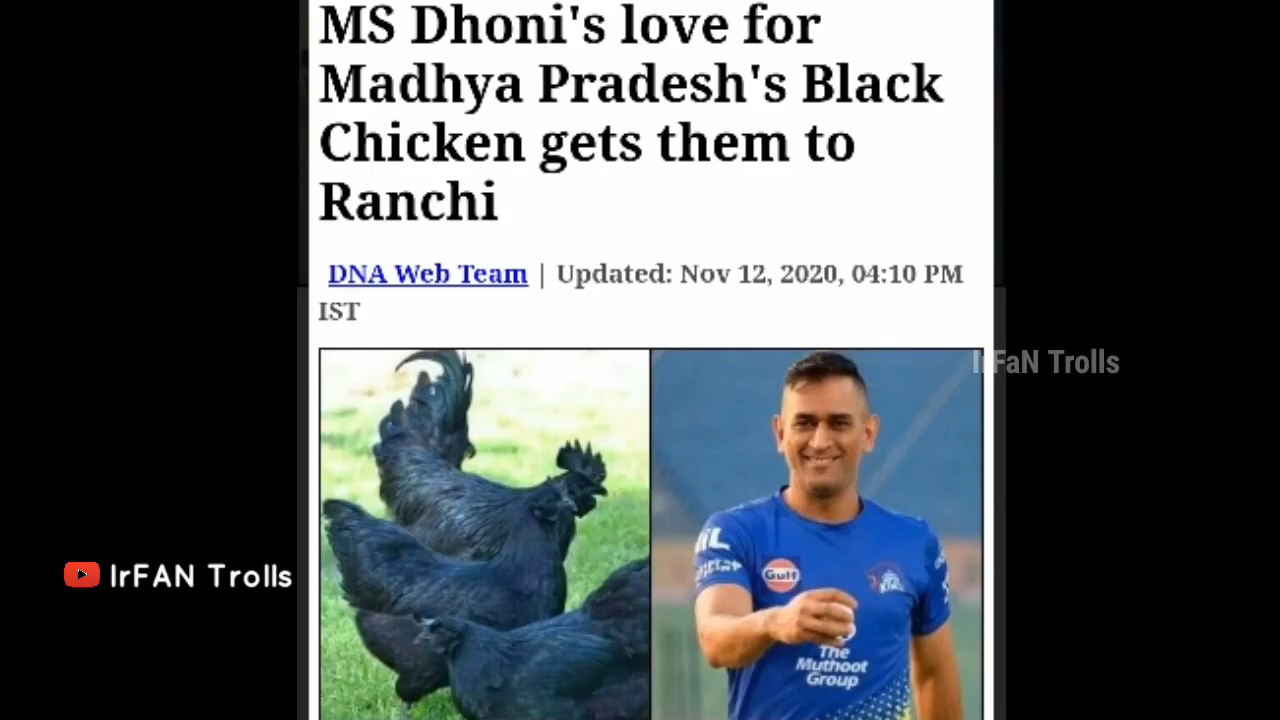 MS Dhoni's love for
Madhya Pradesh's Black
Chicken gets them to
Ranchi
DNA Web Team | Updated: Nov 12, 2020, 04:10 PM
IST
IrFaN Trolls
IrFAN Trolls
Gulf
The
Muthoot
Group